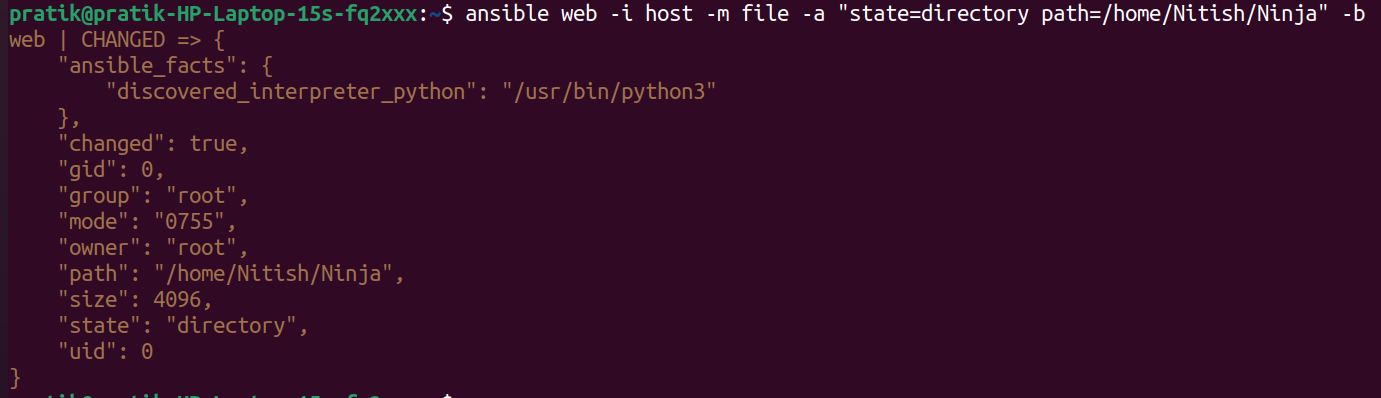 pratik@pratik-HP-Laptop-15s-fq2xxx:~$ ansible web -i host -m file -a "state=directory path=/home/Nitish/Ninja" -b
web | CHANGED => {
    "ansible_facts": {
        "discovered_interpreter_python": "/usr/bin/python3"
    },
    "changed": true,
    "gid": 0,
    "group": "root",
    "mode": "0755",
    "owner": "root",
    "path": "/home/Nitish/Ninja",
    "size": 4096,
    "state": "directory",
    "uid": 0
}